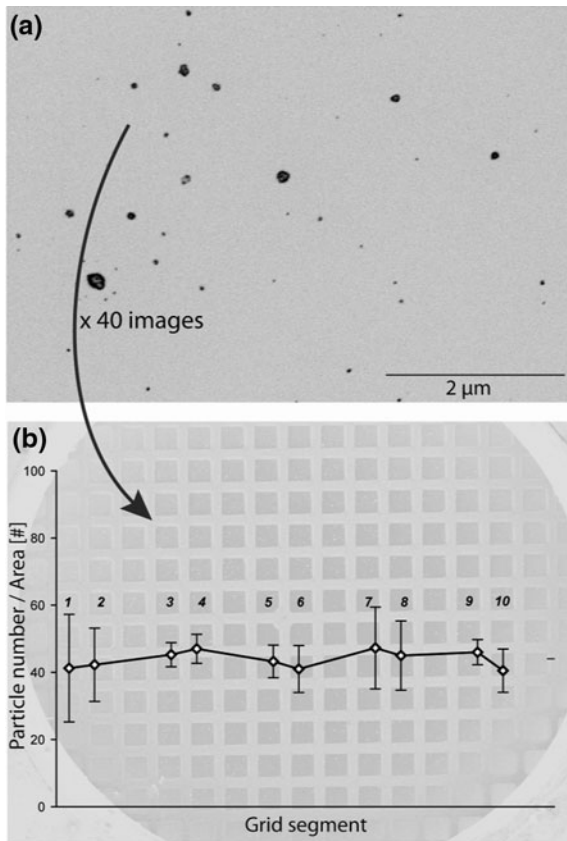 (a)
x 40 images
2 µm
(b)
Particle number / Area [#]
100
80
60
40
20
0
1 2 3 4 5 6 7 8 9 10
Grid segment